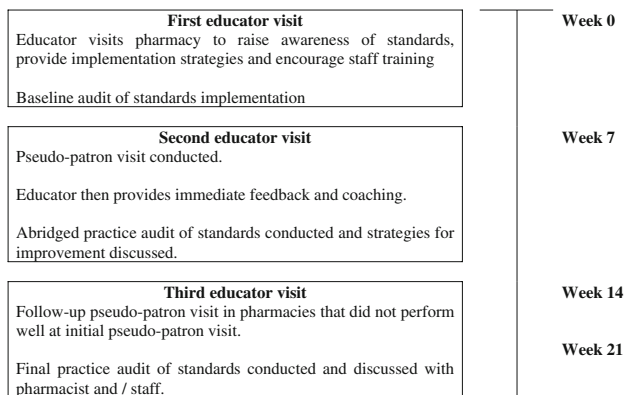 First educator visit
Week 0
Educator visits pharmacy to raise awareness of standards,
provide implementation strategies and encourage staff training
Baseline audit of standards implementation
Second educator visit
Week 7
Pseudo-patron visit conducted.
Educator then provides immediate feedback and coaching.
Abridged practice audit of standards conducted and strategies for
improvement discussed.
Third educator visit
Week 14
Follow-up pseudo-patron visit in pharmacies that did not perform
well at initial pseudo-patron visit.
Week 21
Final practice audit of standards conducted and discussed with
pharmacist and / staff.